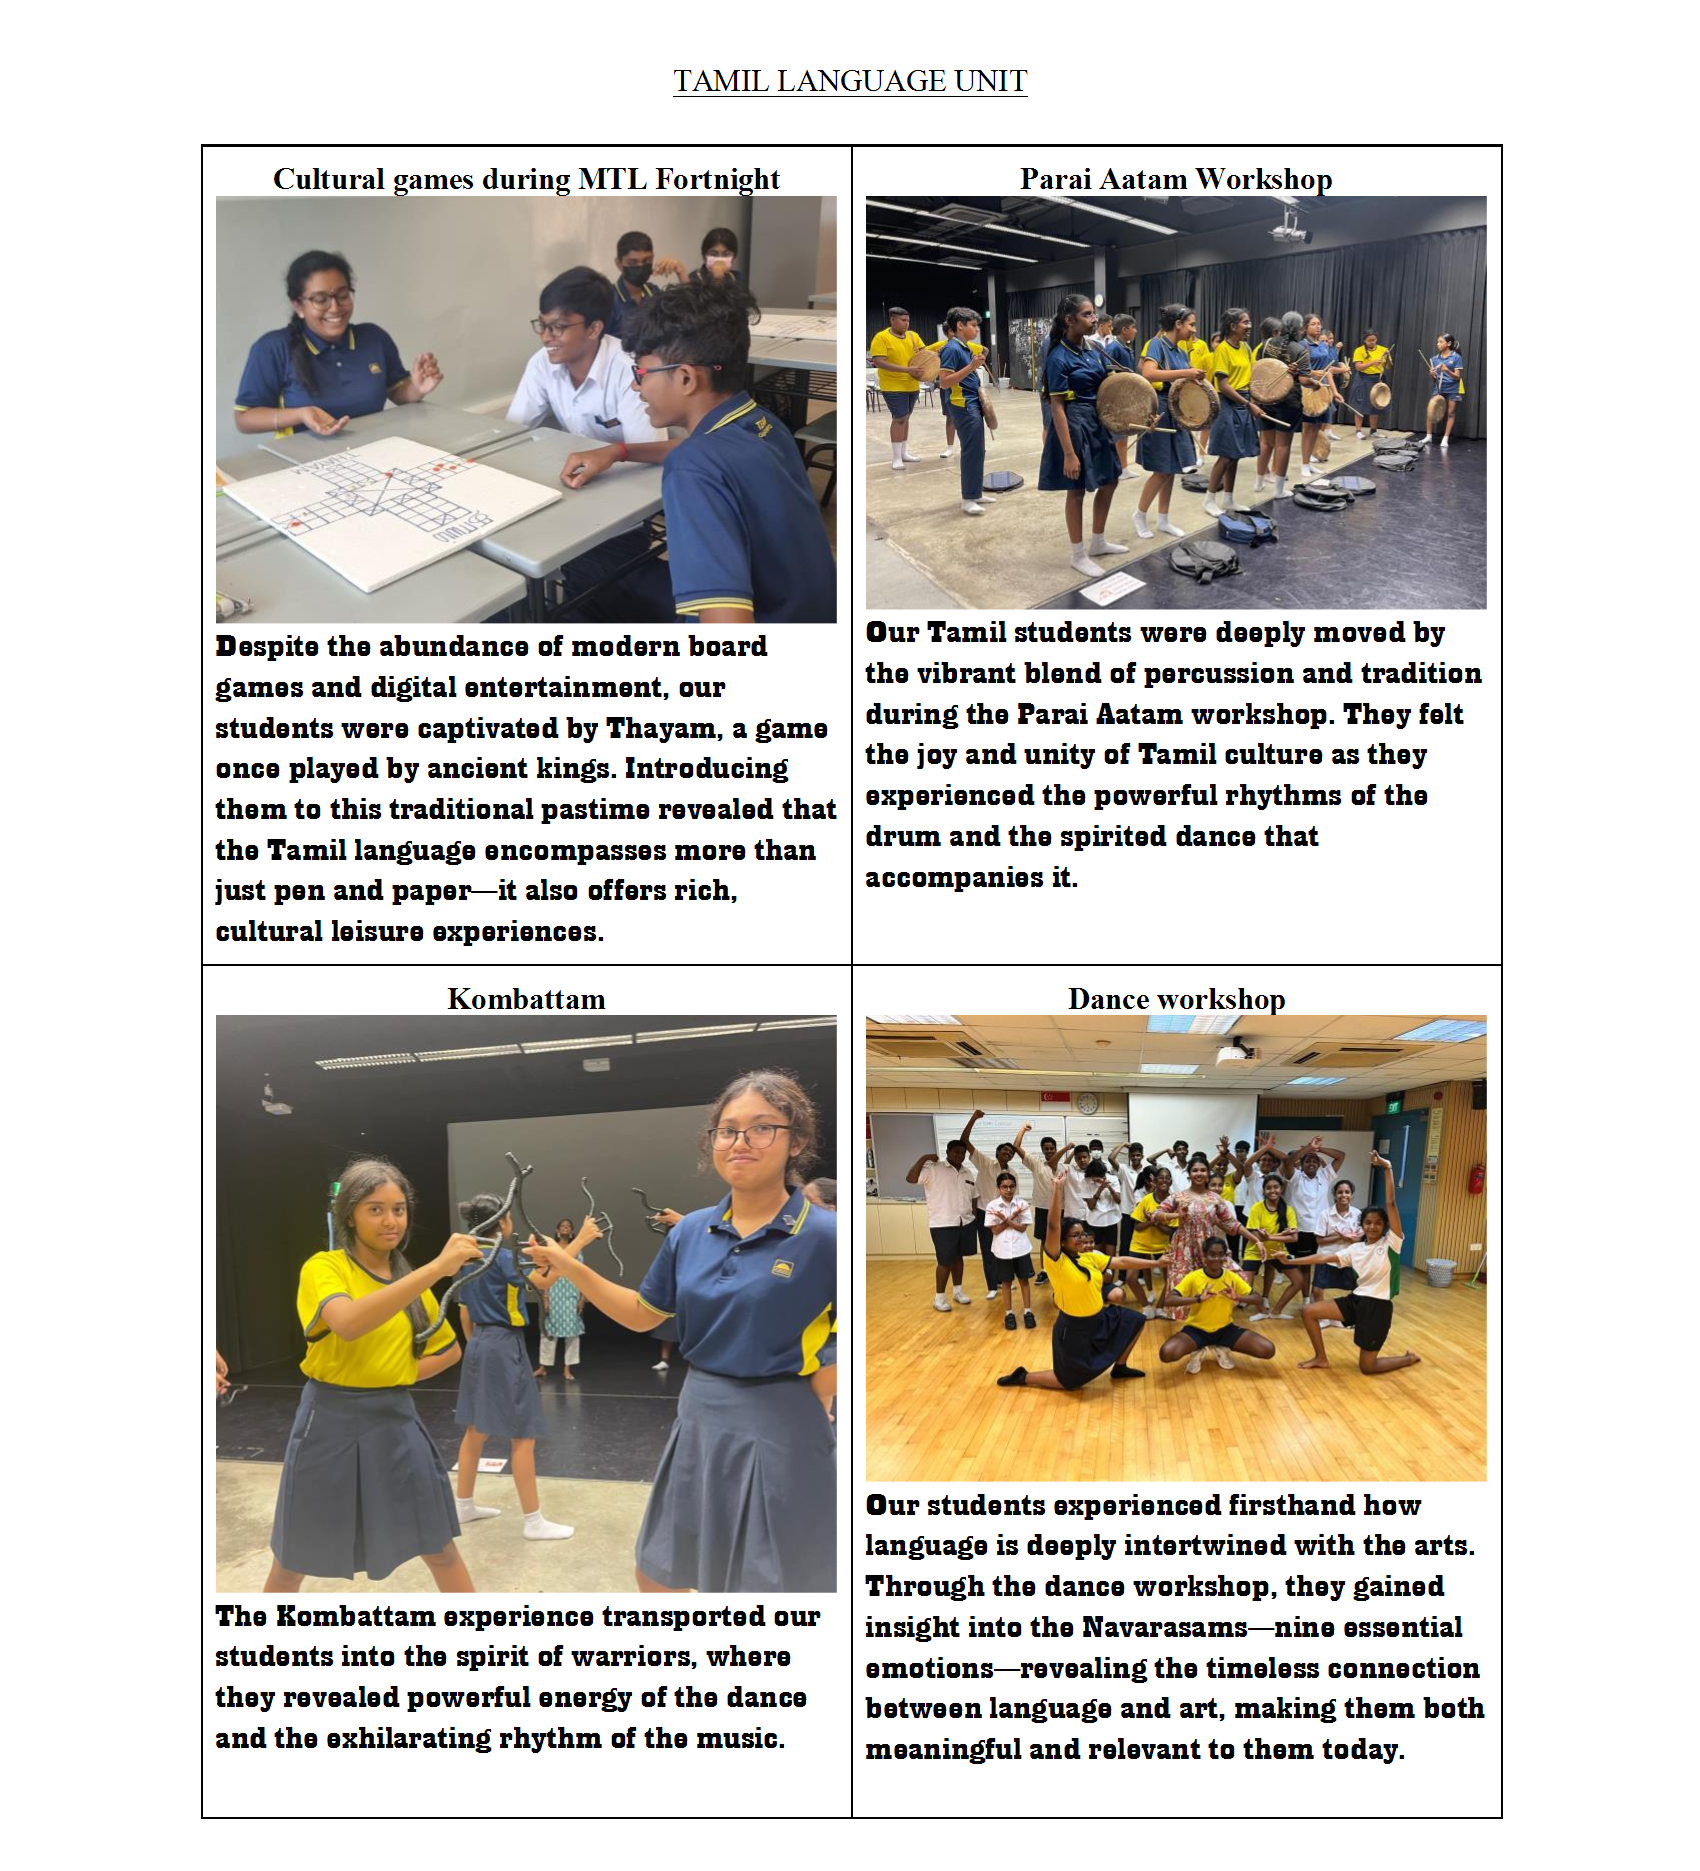 TAMIL LANGUAGE UNIT
Cultural games during MTL Fortnight
Despite the abundance of modern board
games and digital entertainment, our
students were captivated by Thayam, a game
once played by ancient kings. Introducing
them to this traditional pastime revealed that
the Tamil language encompasses more than
just pen and paper—it also offers rich,
cultural leisure experiences.
Parai Aatam Workshop
Our Tamil students were deeply moved by
the vibrant blend of percussion and tradition
during the Parai Aatam workshop. They felt
the joy and unity of Tamil culture as they
experienced the powerful rhythms of the
drum and the spirited dance that
accompanies it.
Kombattam
The Kombattam experience transported our
students into the spirit of warriors, where
they revealed powerful energy of the dance
and the exhilarating rhythm of the music.
Dance workshop
EXIT
Our students experienced firsthand how
language is deeply intertwined with the arts.
Through the dance workshop, they gained
insight into the Navarasams—nine essential
emotions—revealing the timeless connection
between language and art, making them both
meaningful and relevant to them today.